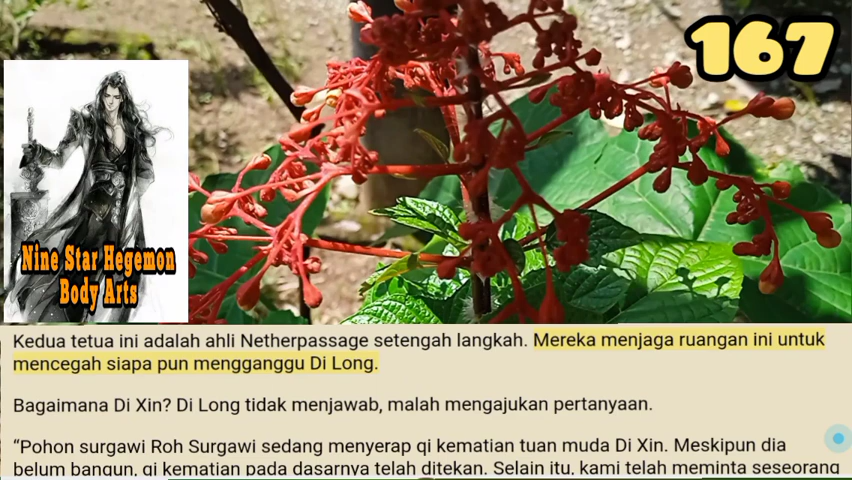 167
Nine Star Hegemon
Body Arts
Kedua tetua ini adalah ahli Netherpassage setengah langkah. Mereka menjaga ruangan ini untuk
mencegah siapa pun mengganggu Di Long.
Bagaimana Di Xin? Di Long tidak menjawab, malah mengajukan pertanyaan.
“Pohon surgawi Roh Surgawi sedang menyerap qi kematian tuan muda Di Xin. Meskipun dia
belum bangun, qi kematian pada dasarnya telah ditekan. Selain itu, kami telah meminta seseorang